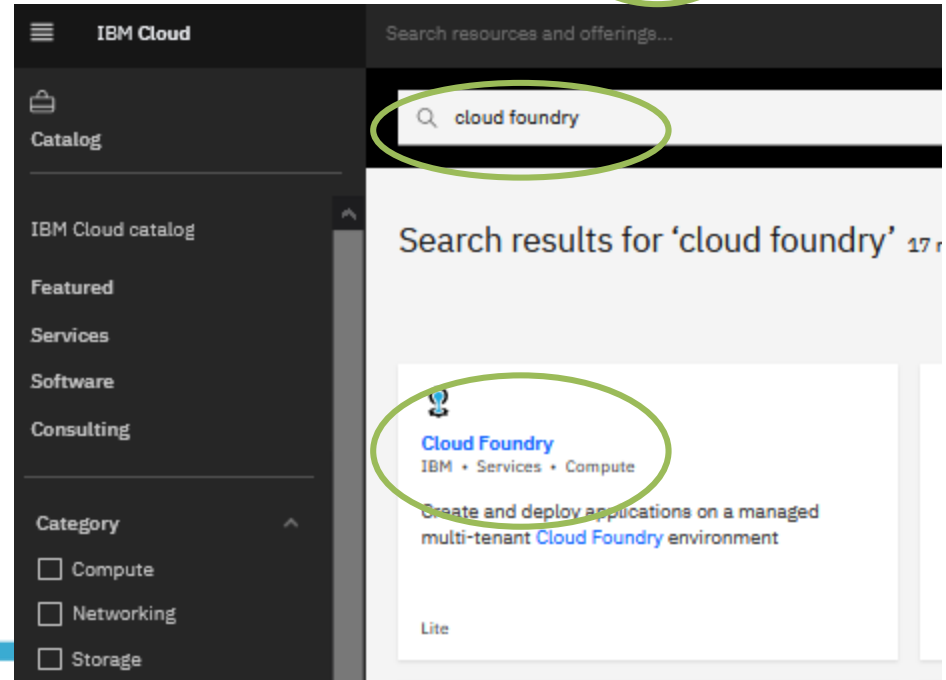 IBM Cloud
Search resources and offerings...
Catalog
cloud foundry
IBM Cloud catalog
Featured
Services
Software
Consulting
Category
Compute
Networking
Storage
Search results for ‘cloud foundry’ 17
Cloud Foundry
IBM • Services • Compute
Create and deploy applications on a managed
multi-tenant Cloud Foundry environment
Lite